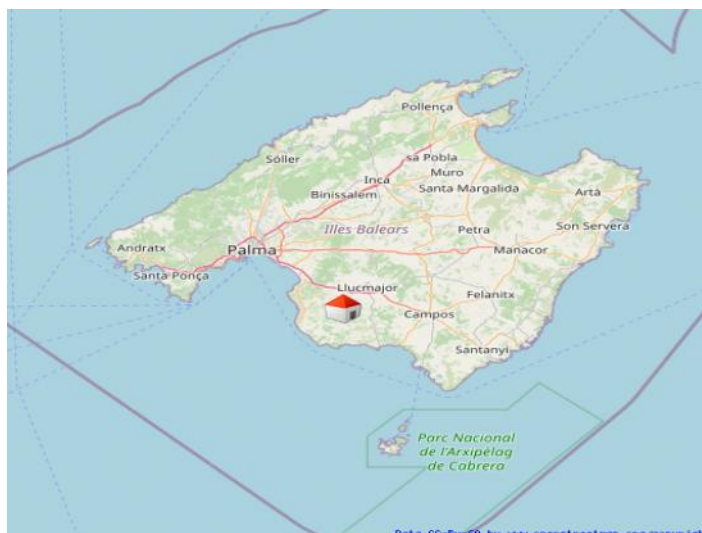 Pollença
sa Pobla
Sóller
Inca
Muro
Binissalem
Santa Margalida
Artà
Illes Balears
Petra
Son Servera
Andratx
Palma
Manacor
Santa Ponça
Llucmajor
Felanitx
Campos
Santanyí
Parc Nacional
de l'Arxipèlag
de Cabrera